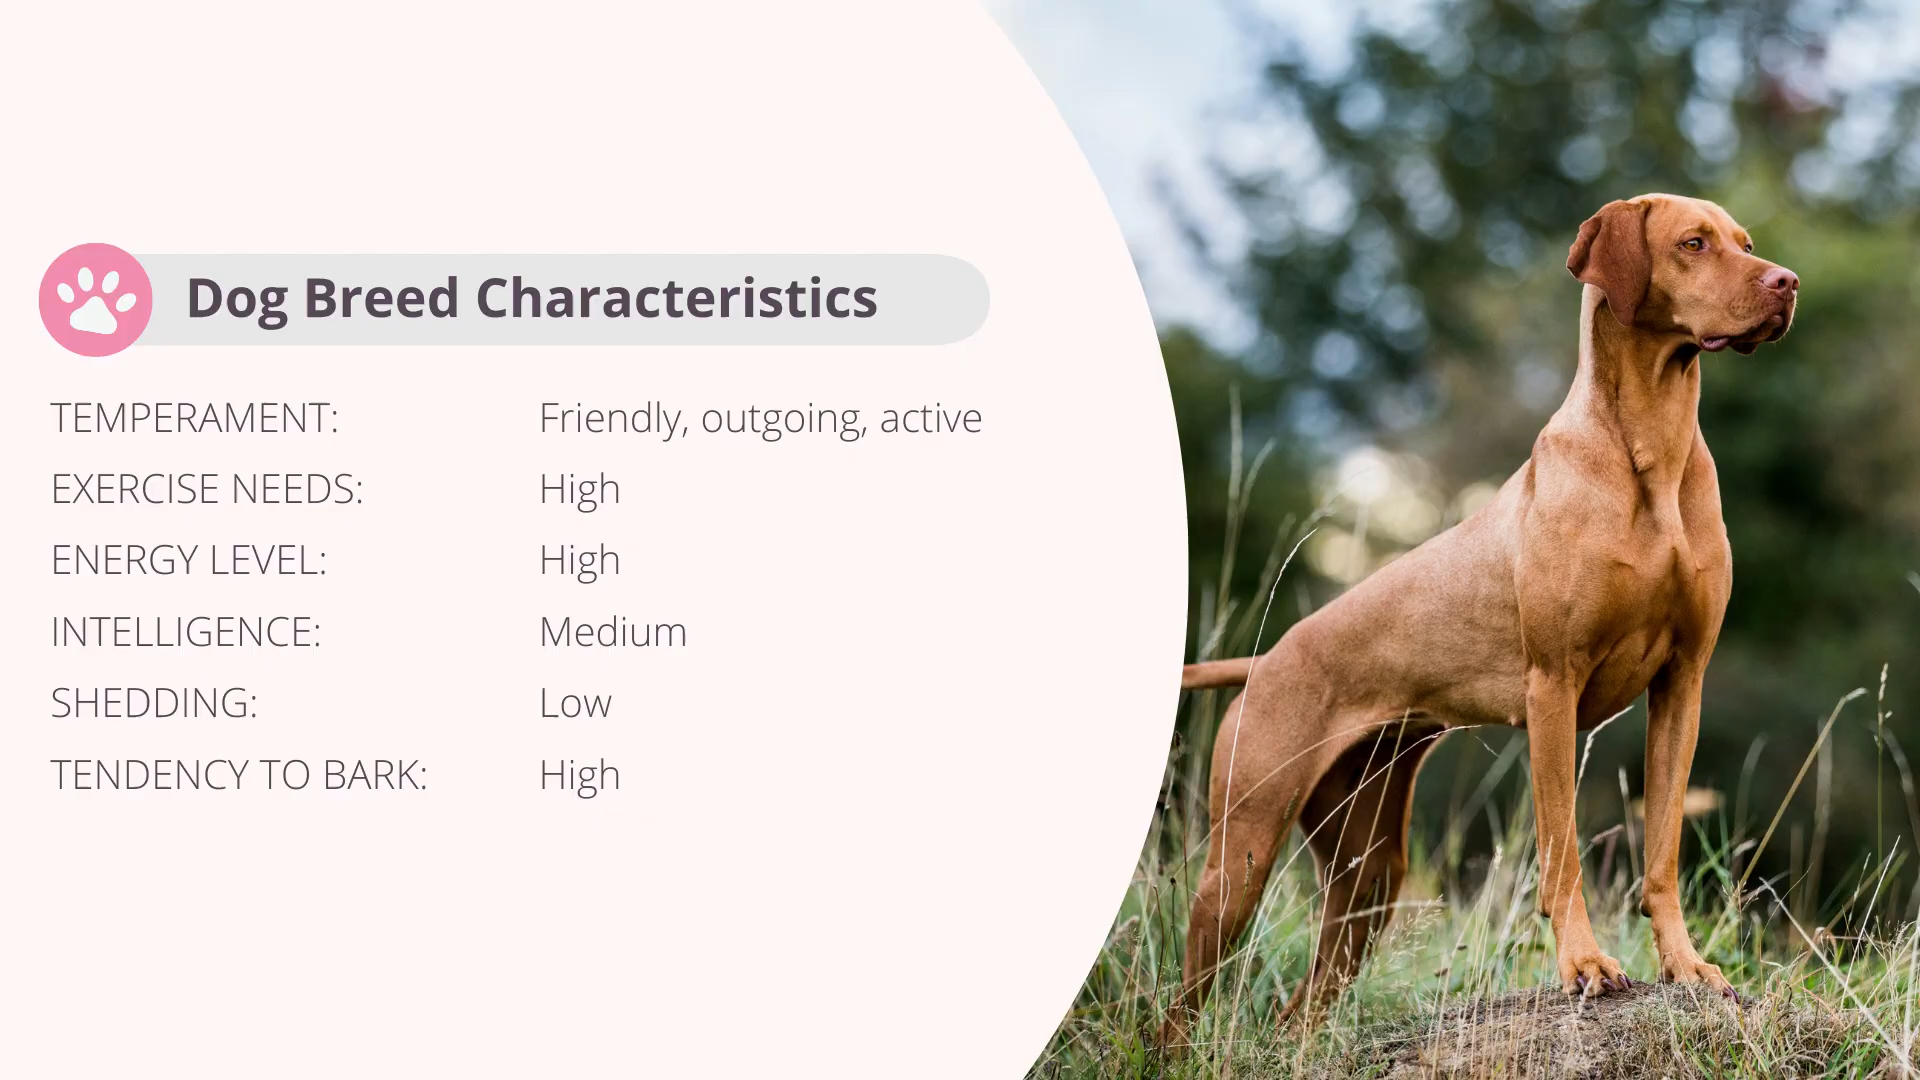 Dog Breed Characteristics
TEMPERAMENT: Friendly, outgoing, active
EXERCISE NEEDS: High
ENERGY LEVEL: High
INTELLIGENCE: Medium
SHEDDING: Low
TENDENCY TO BARK: High